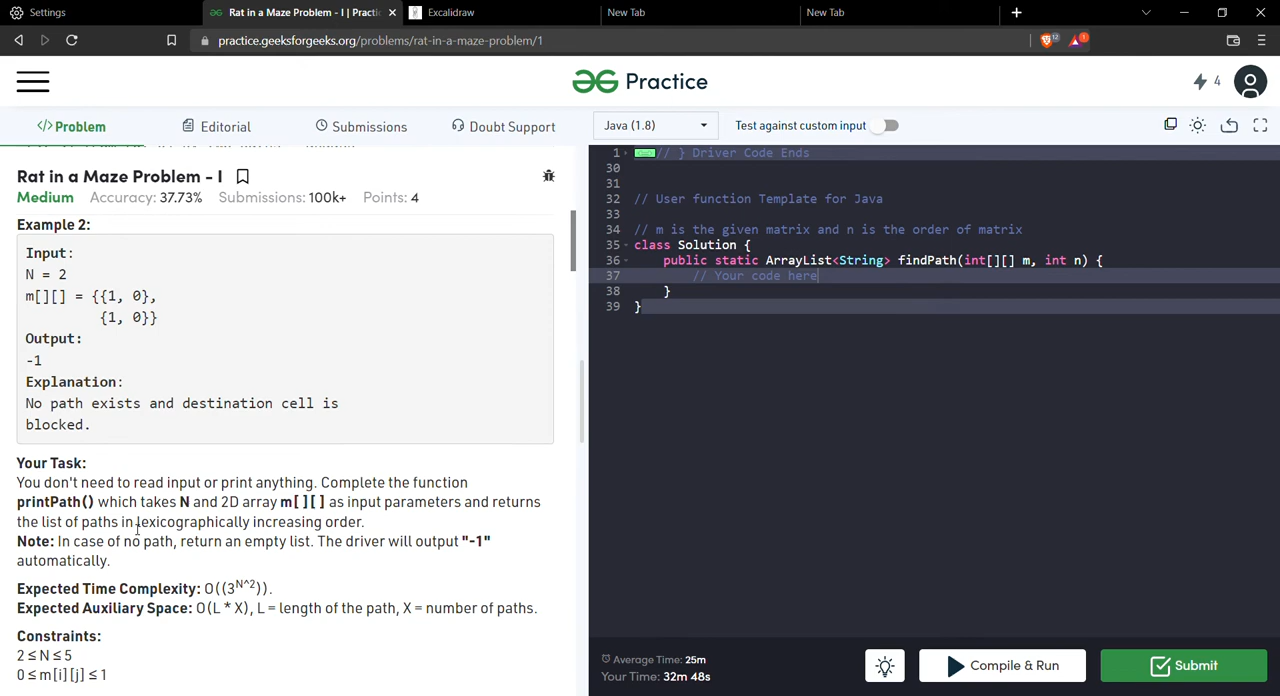 Settings
Rat in a Maze Problem - I | Practic
Excalidraw
New Tab
New Tab
practice.geeksforgeeks.org/problems/rat-in-a-maze-problem/1
12
1
Practice
4
</> Problem
Editorial
Submissions
Doubt Support
Java (1.8)
Test against custom input
Rat in a Maze Problem - I
Medium Accuracy: 37.73% Submissions: 100k+ Points: 4
Example 2:
Input:
N = 2
m[][] = {{1, 0},
{1, 0}}
Output:
-1
Explanation:
No path exists and destination cell is
blocked.
Your Task:
You don't need to read input or print anything. Complete the function
printPath() which takes N and 2D array m[ ][ ] as input parameters and returns
the list of paths in lexicographically increasing order.
Note: In case of no path, return an empty list. The driver will output "-1"
automatically.
Expected Time Complexity: O((3^N^2)).
Expected Auxiliary Space: O(L * X), L = length of the path, X = number of paths.
Constraints:
2 ≤ N ≤ 5
0 ≤ m[i][j] ≤ 1
1 // } Driver Code Ends
30
31
32 // User function Template for Java
33
34 // m is the given matrix and n is the order of matrix
35 class Solution {
36 public static ArrayList<String> findPath(int[][] m, int n) {
37 // Your code here
38 }
39 }
Average Time: 25m
Your Time: 32m 48s
Compile & Run
Submit